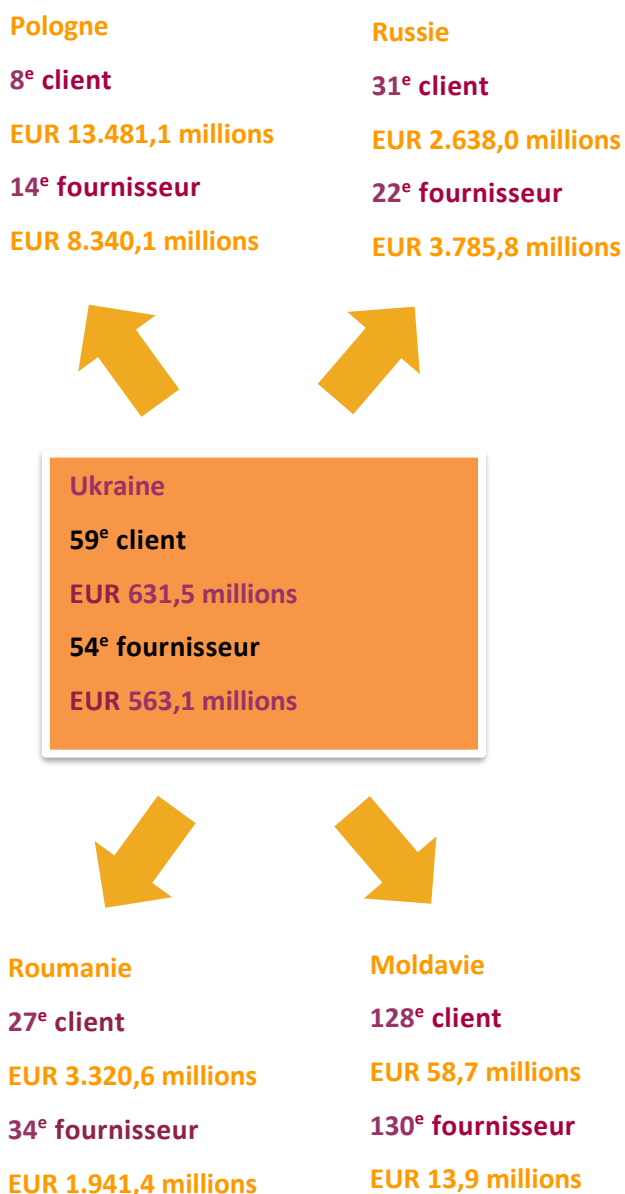 Pologne
8e client
EUR 13.481,1 millions
14e fournisseur
EUR 8.340,1 millions
Russie
31e client
EUR 2.638,0 millions
22e fournisseur
EUR 3.785,8 millions
Ukraine
59e client
EUR 631,5 millions
54e fournisseur
EUR 563,1 millions
Roumanie
27e client
EUR 3.320,6 millions
34e fournisseur
EUR 1.941,4 millions
Moldavie
128e client
EUR 58,7 millions
130e fournisseur
EUR 13,9 millions